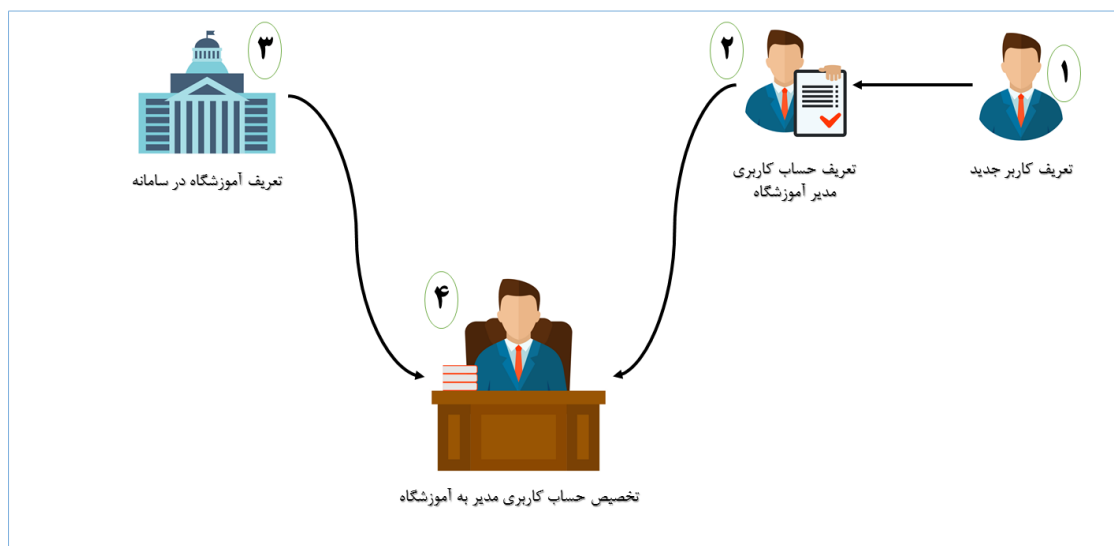 ۱
تعریف کاربر جدید
۲
تعریف حساب کاربری
مدیر آموزشگاه
۳
تعریف آموزشگاه در سامانه
۴
تخصیص حساب کاربری مدیر به آموزشگاه